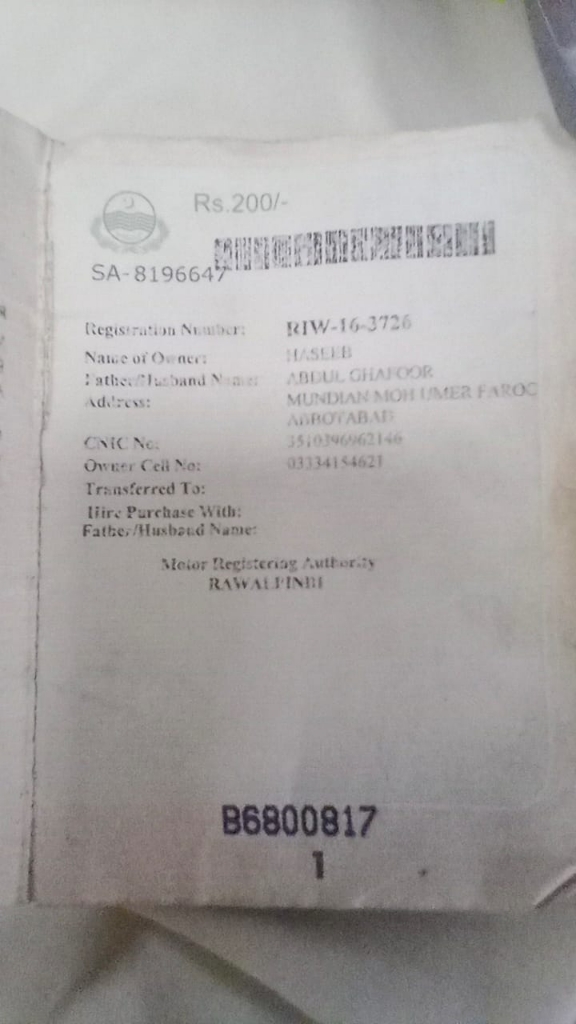 Rs.200/-
SA-8196647
Registration Number: RIW-16-3726
Name of Owner: HASEEB
Father/Husband Name: ABDUL GHAFOOR
Address: MUNDIAN MOH UMER FAROO
ABBOTABAD
CNIC No: 3510396962146
Owner Cell No: 03334154621
Transferred To:
Hire Purchase With:
Father/Husband Name:
Motor Registering Authority
RAWALPINDI
B6800817
1